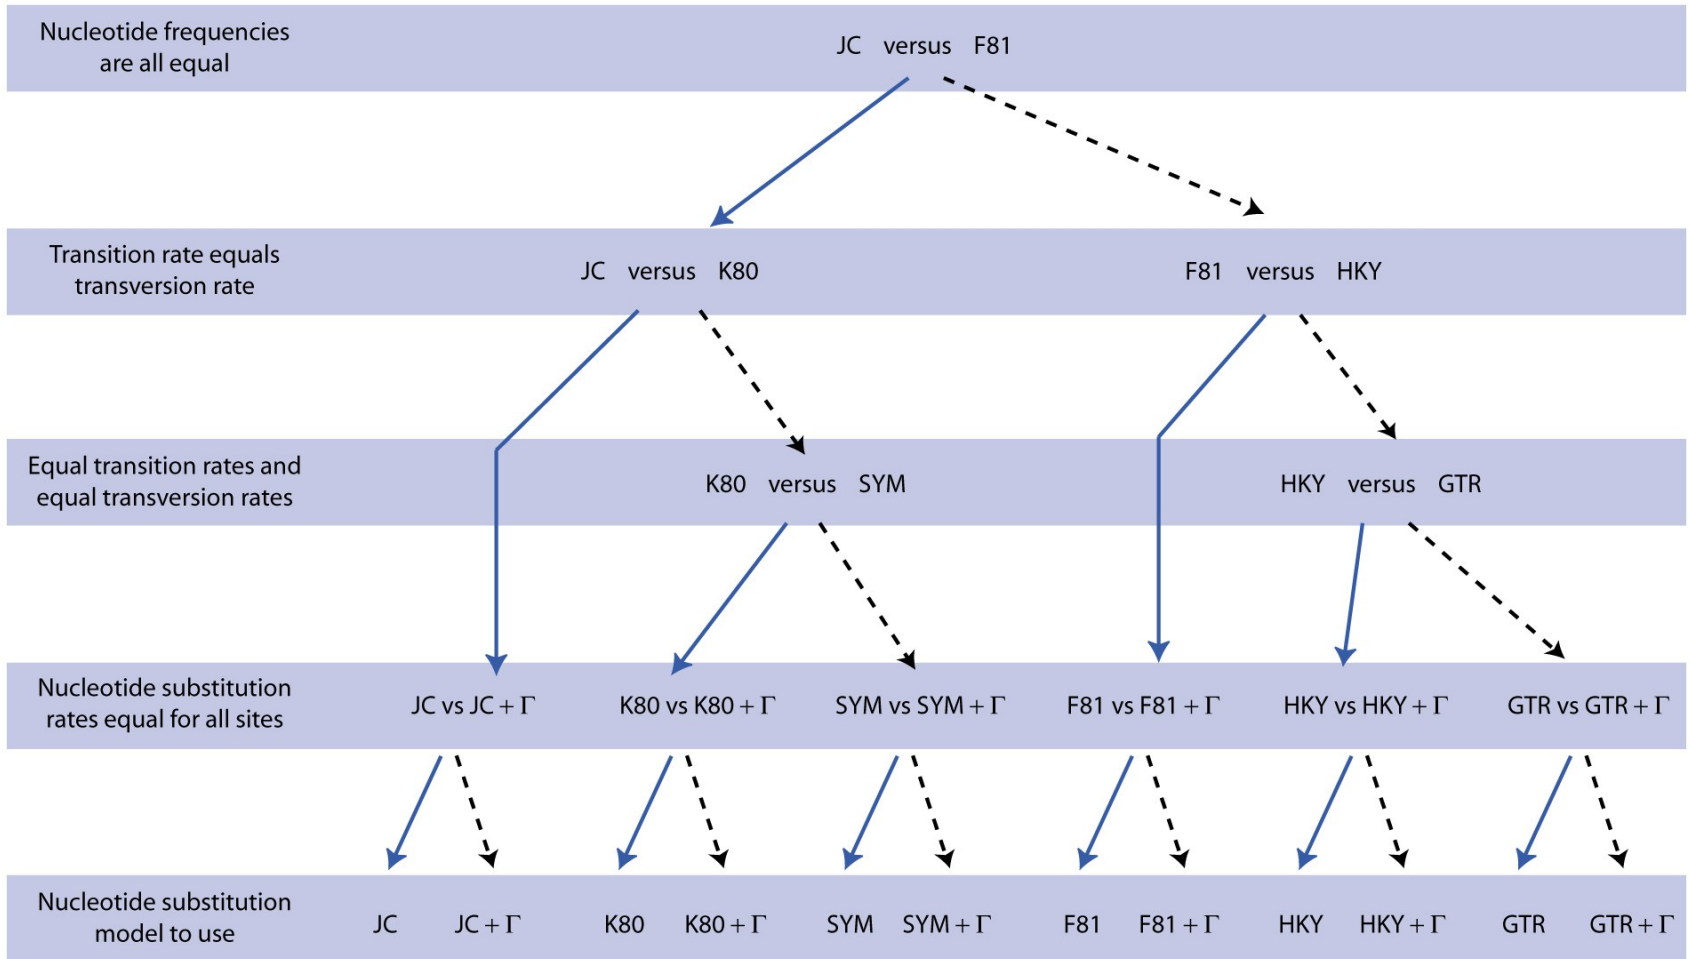 Nucleotide frequencies
are all equal
JC versus F81
Transition rate equals
transversion rate
JC versus K80
F81 versus HKY
Equal transition rates and
equal transversion rates
K80 versus SYM
HKY versus GTR
Nucleotide substitution
rates equal for all sites
JC vs JC + Γ
K80 vs K80 + Γ
SYM vs SYM + Γ
F81 vs F81 + Γ
HKY vs HKY + Γ
GTR vs GTR + Γ
Nucleotide substitution
model to use
JC
JC + Γ
K80
K80 + Γ
SYM
SYM + Γ
F81
F81 + Γ
HKY
HKY + Γ
GTR
GTR + Γ